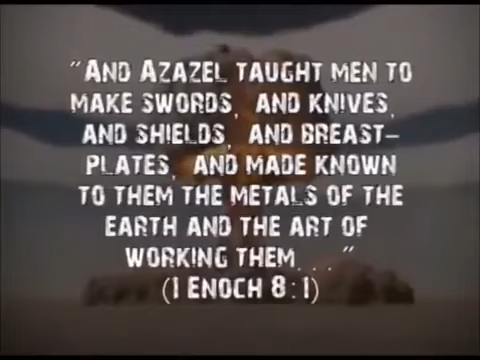 "And Azazel taught men to
make swords, and knives,
and shields, and breast-
plates, and made known
to them the metals of the
earth and the art of
working them. . ."
(1 Enoch 8:1)